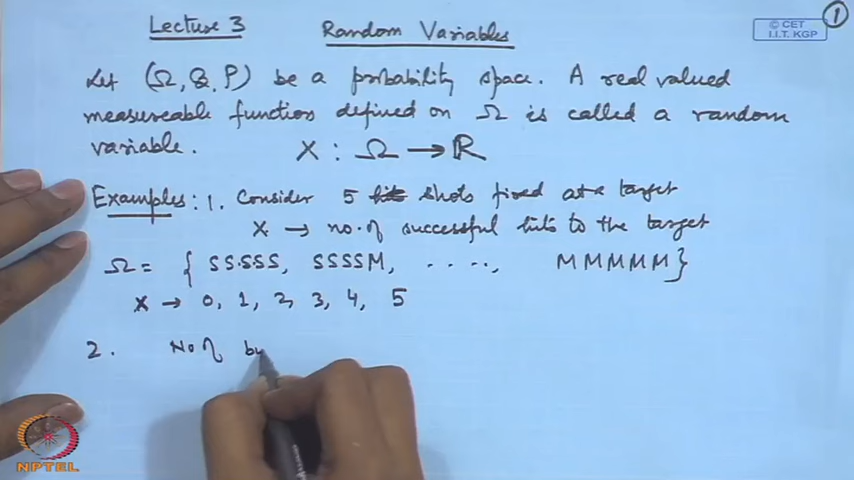 Lecture 3 Random Variables
© CET
I.I.T. KGP
1
Let (Ω, B, P) be a probability space. A real valued
measureable function defined on Ω is called a random
variable. X : Ω → ℝ
Examples : 1. Consider 5 shots fired at a target
X → no. of successful hits to the target
Ω = { SSSSS, SSSSM, . . . . , MMMMM }
X → 0, 1, 2, 3, 4, 5
2. No of
NPTEL